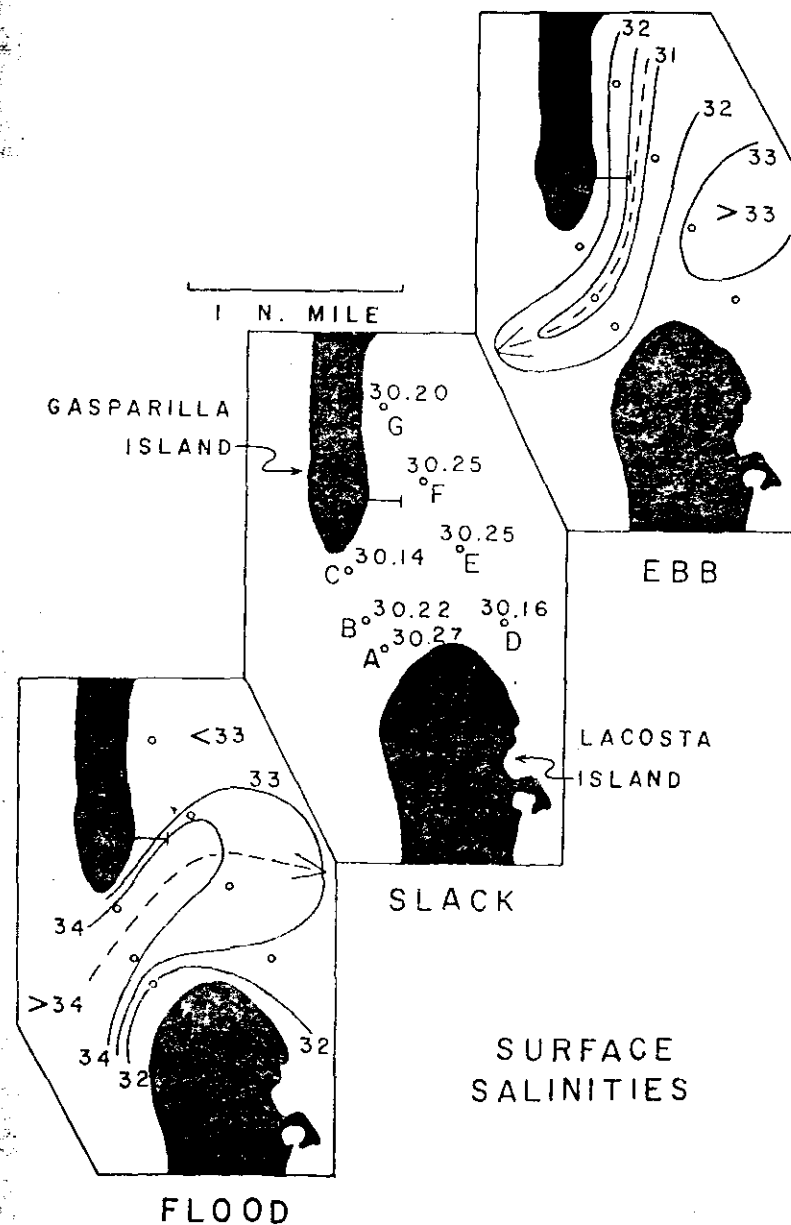 32
31
32
33
>33
EBB
1 N. MILE
GASPARILLA
ISLAND
30.20
G
30.25
F
30.25
E
C 30.14
B 30.22
30.16
D
A 30.27
LACOSTA
ISLAND
SLACK
<33
33
34
>34
34
32
32
FLOOD
SURFACE
SALINITIES